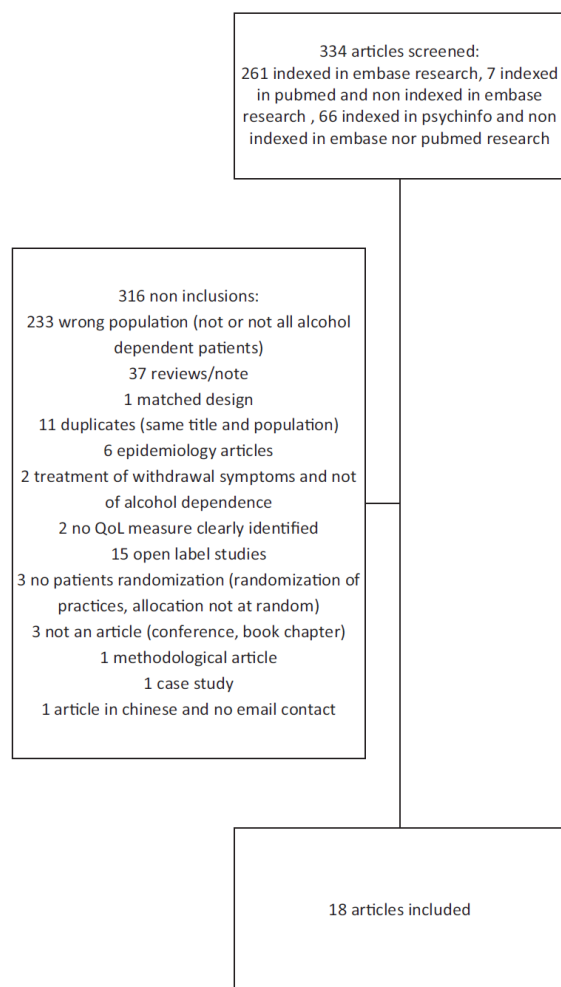 334 articles screened:
261 indexed in embase research, 7 indexed
in pubmed and non indexed in embase
research , 66 indexed in psychinfo and non
indexed in embase nor pubmed research
316 non inclusions:
233 wrong population (not or not all alcohol
dependent patients)
37 reviews/note
1 matched design
11 duplicates (same title and population)
6 epidemiology articles
2 treatment of withdrawal symptoms and not
of alcohol dependence
2 no QoL measure clearly identified
15 open label studies
3 no patients randomization (randomization of
practices, allocation not at random)
3 not an article (conference, book chapter)
1 methodological article
1 case study
1 article in chinese and no email contact
18 articles included